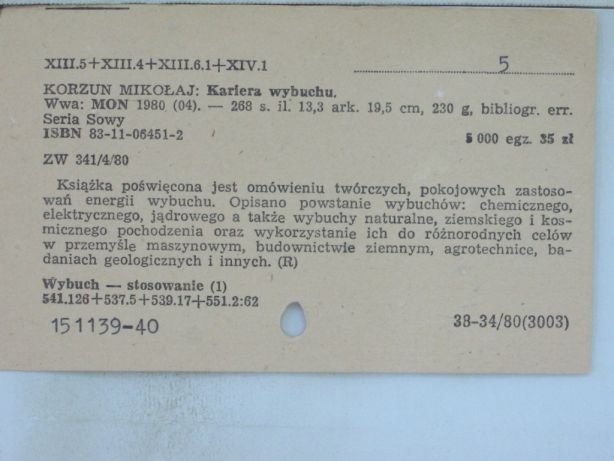 XIII.5+XIII.4+XIII.6.1+XIV.1 5
KORZUN MIKOŁAJ: Kariera wybuchu.
Wwa: MON 1980 (04). — 268 s. il. 13,3 ark. 19,5 cm, 230 g, bibliogr. err.
Seria Sowy
ISBN 83-11-06451-2 5 000 egz. 35 zł
ZW 341/4/80
Książka poświęcona jest omówieniu twórczych, pokojowych zastoso-
wań energii wybuchu. Opisano powstanie wybuchów: chemicznego,
elektrycznego, jądrowego a także wybuchy naturalne, ziemskiego i kos-
micznego pochodzenia oraz wykorzystanie ich do różnorodnych celów
w przemyśle maszynowym, budownictwie ziemnym, agrotechnice, ba-
daniach geologicznych i innych. (R)
Wybuch — stosowanie (1)
541.126+537.5+539.17+551.2:62
151139-40 38-34/80(3003)